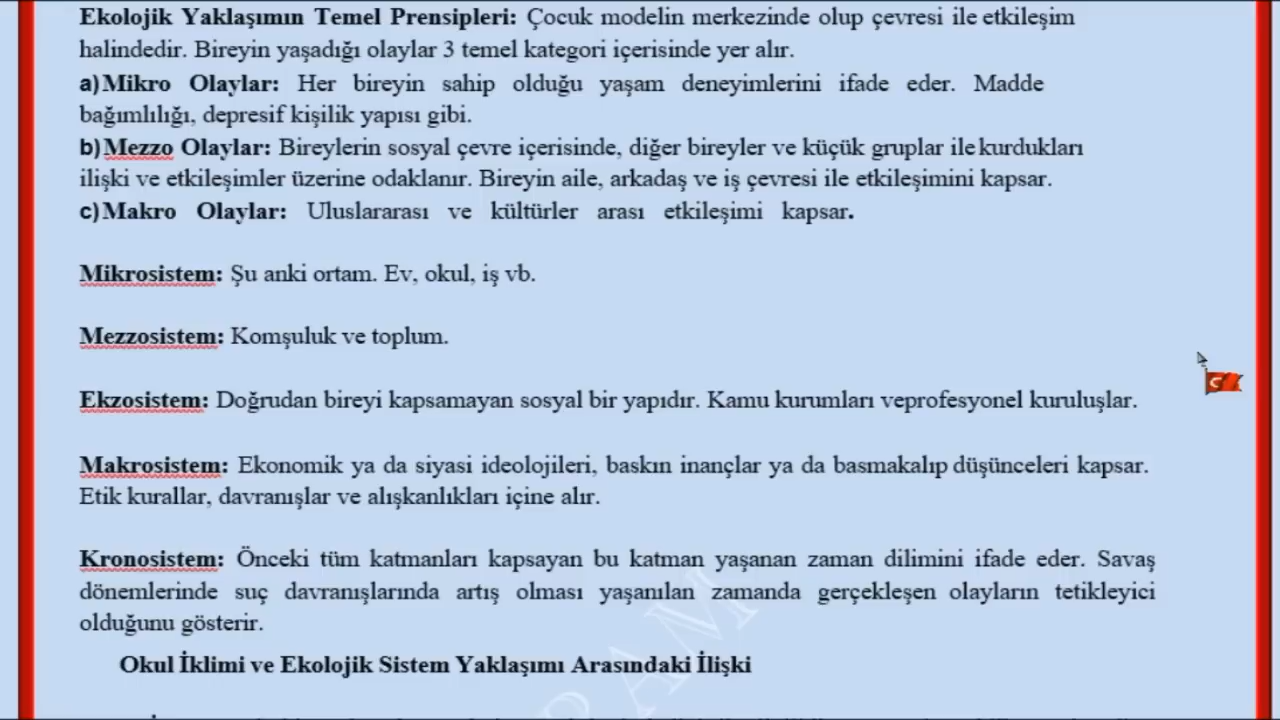 Ekolojik Yaklaşımın Temel Prensipleri: Çocuk modelin merkezinde olup çevresi ile etkileşim
halindedir. Bireyin yaşadığı olaylar 3 temel kategori içerisinde yer alır.
a)Mikro Olaylar: Her bireyin sahip olduğu yaşam deneyimlerini ifade eder. Madde
bağımlılığı, depresif kişilik yapısı gibi.
b)Mezzo Olaylar: Bireylerin sosyal çevre içerisinde, diğer bireyler ve küçük gruplar ile kurdukları
ilişki ve etkileşimler üzerine odaklanır. Bireyin aile, arkadaş ve iş çevresi ile etkileşimini kapsar.
c)Makro Olaylar: Uluslararası ve kültürler arası etkileşimi kapsar.
Mikrosistem: Şu anki ortam. Ev, okul, iş vb.
Mezzosistem: Komşuluk ve toplum.
Ekzosistem: Doğrudan bireyi kapsamayan sosyal bir yapıdır. Kamu kurumları veprofesyonel kuruluşlar.
Makrosistem: Ekonomik ya da siyasi ideolojileri, baskın inançlar ya da basmakalıp düşünceleri kapsar.
Etik kurallar, davranışlar ve alışkanlıkları içine alır.
Kronosistem: Önceki tüm katmanları kapsayan bu katman yaşanan zaman dilimini ifade eder. Savaş
dönemlerinde suç davranışlarında artış olması yaşanılan zamanda gerçekleşen olayların tetikleyici
olduğunu gösterir.
Okul İklimi ve Ekolojik Sistem Yaklaşımı Arasındaki İlişki